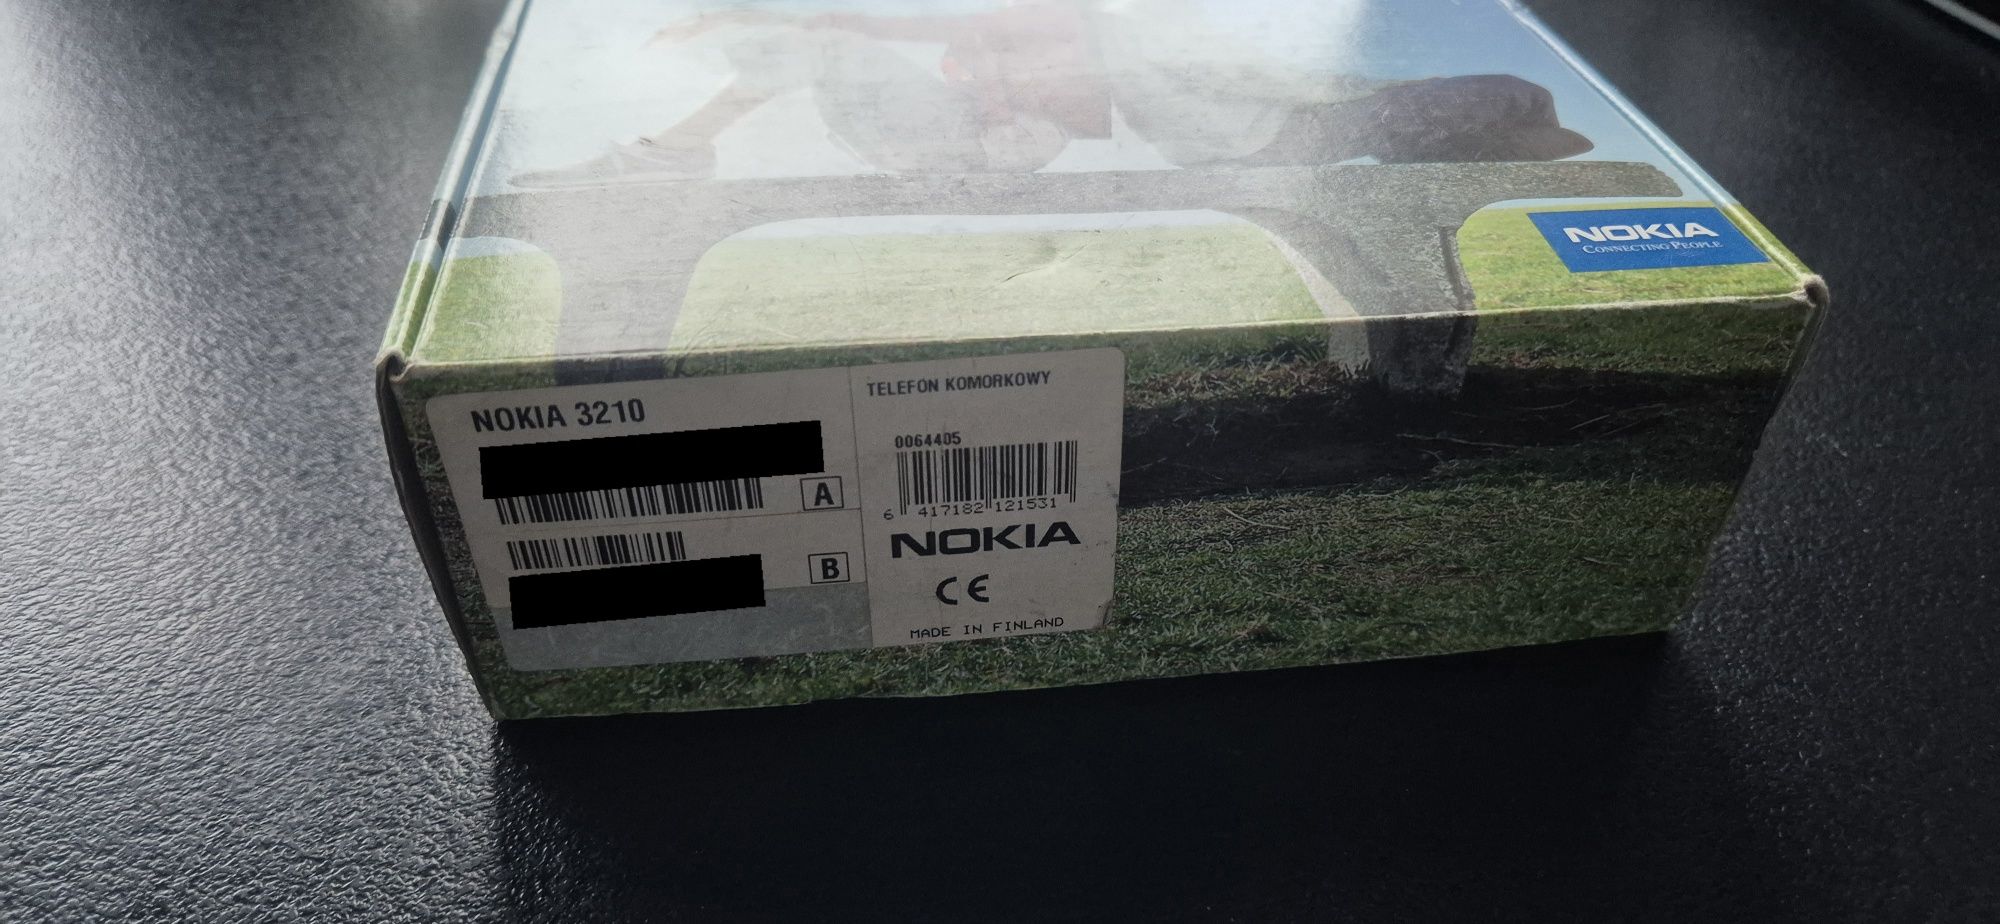 NOKIA
CONNECTING PEOPLE
NOKIA 3210
A
B
TELEFON KOMORKOWY
0064405
6 417182 121531
NOKIA
CE
MADE IN FINLAND